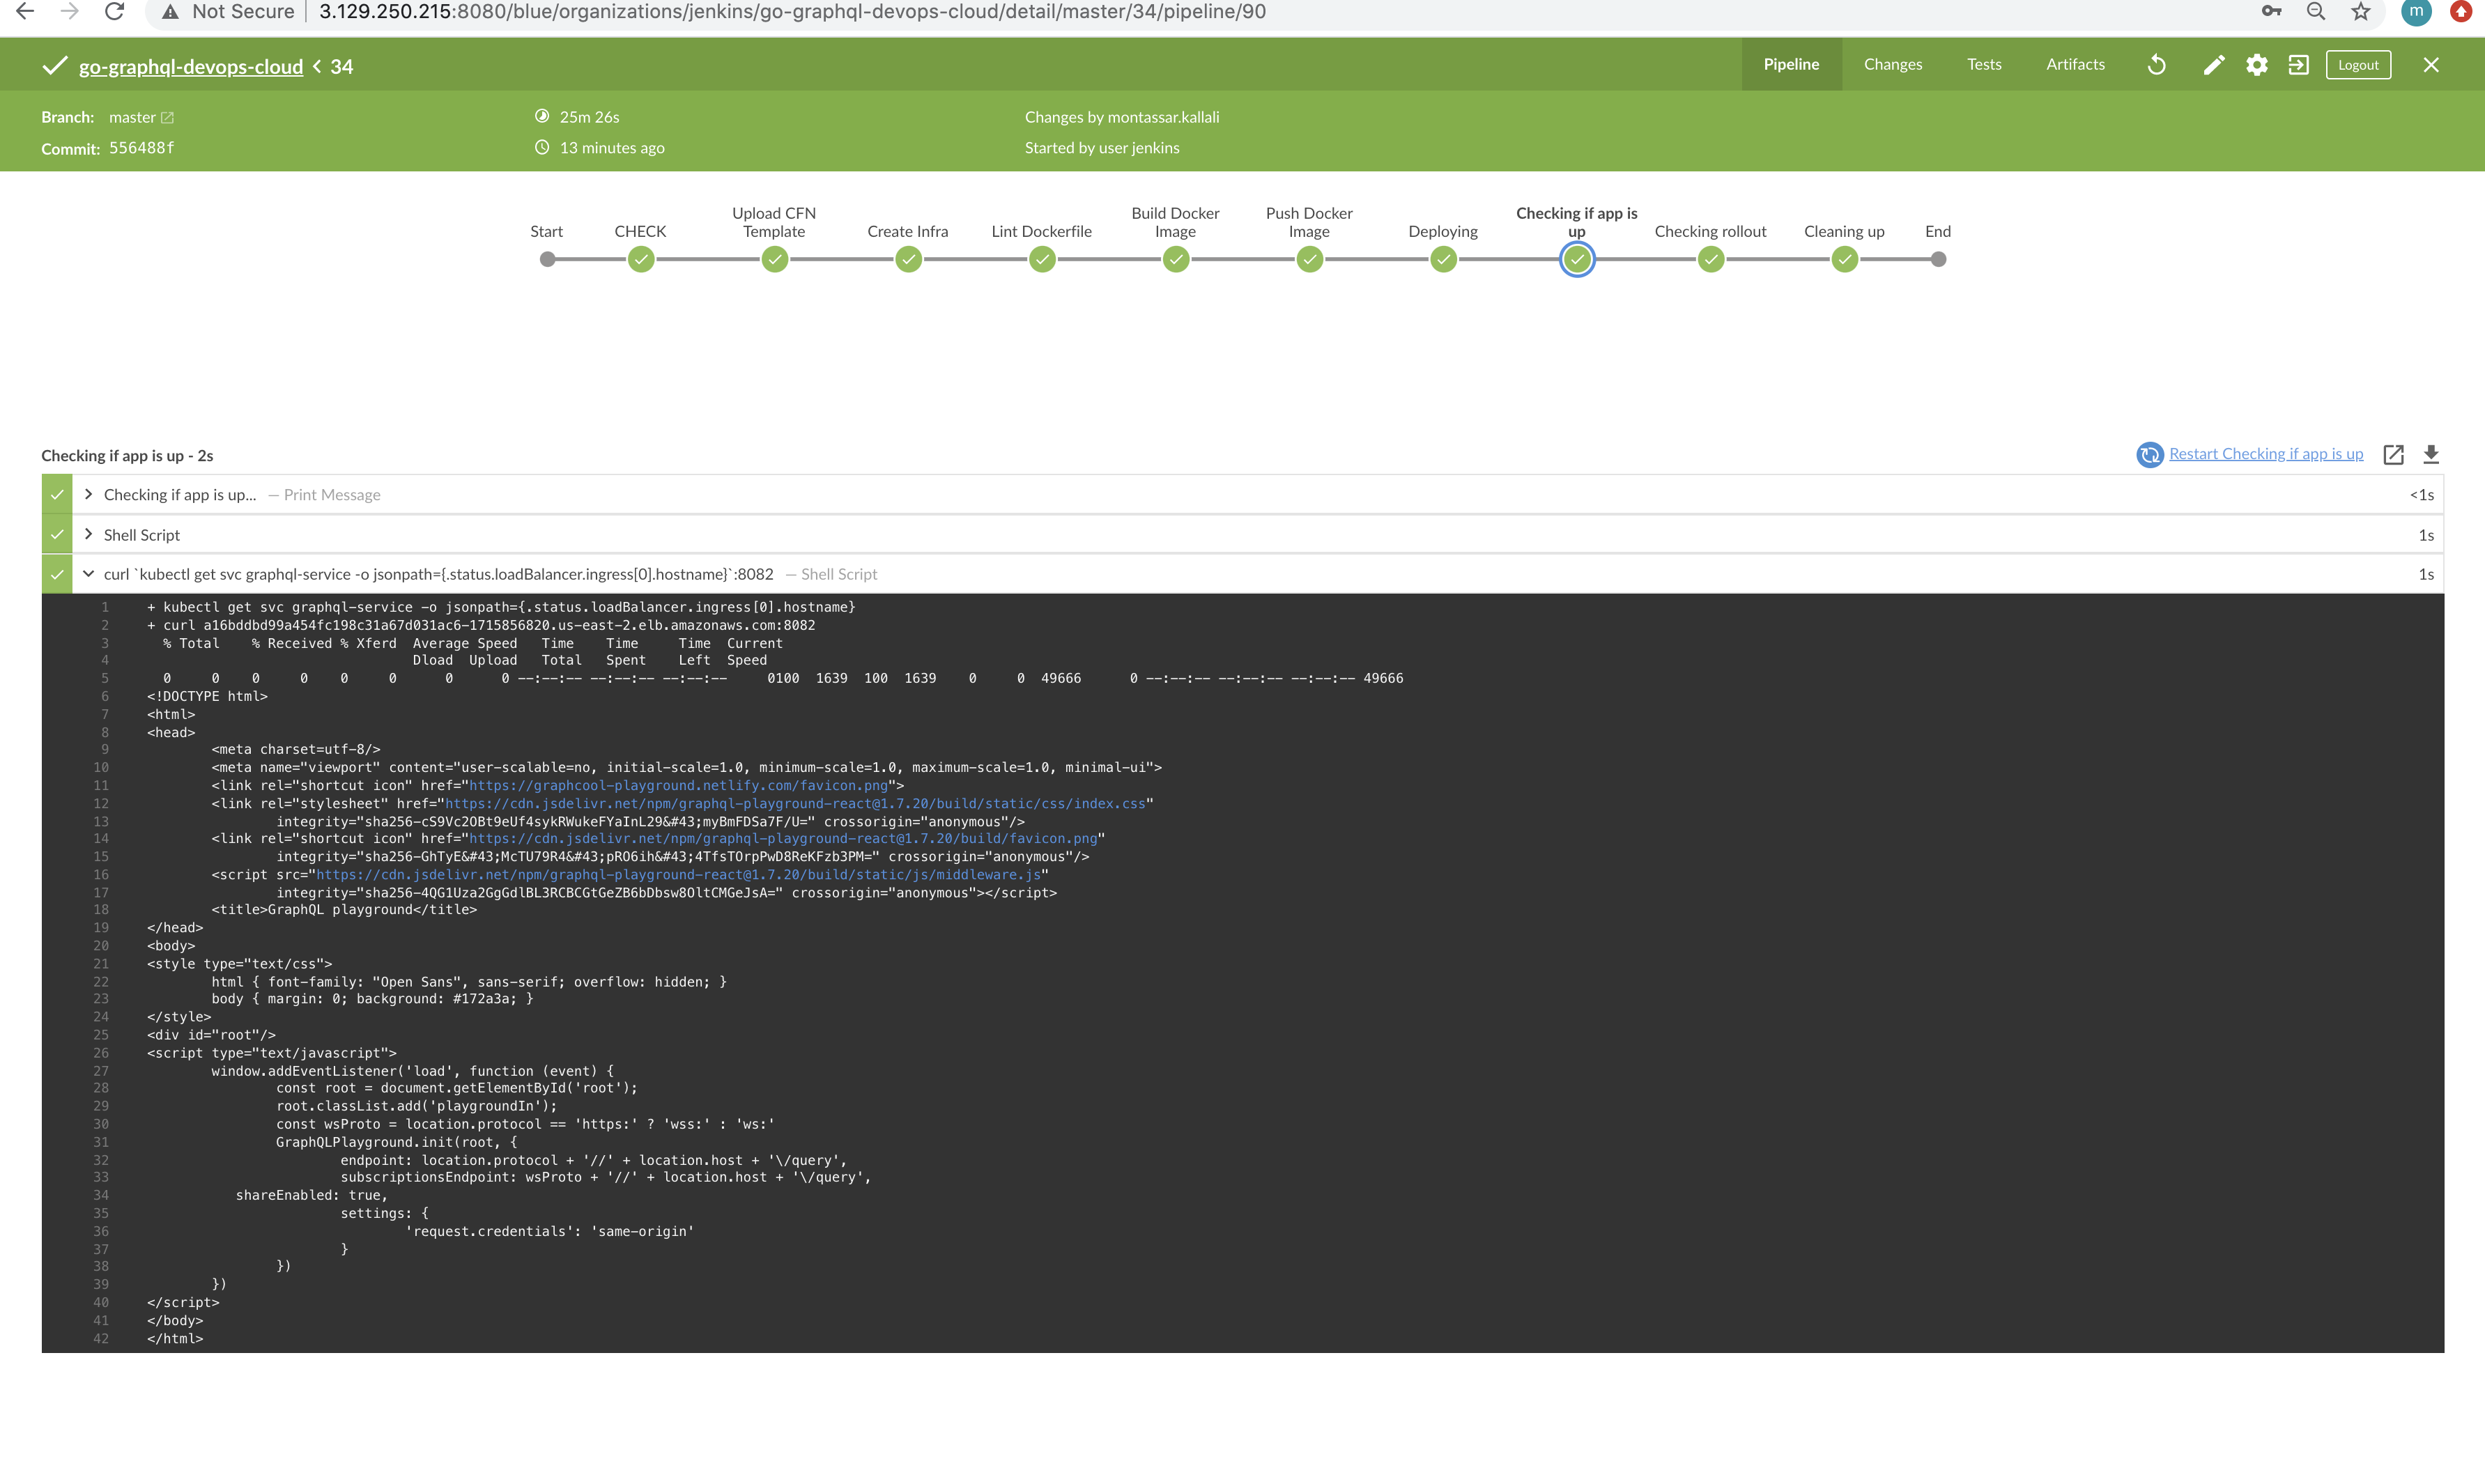 Not Secure | 3.129.250.215:8080/blue/organizations/jenkins/go-graphql-devops-cloud/detail/master/34/pipeline/90
m
go-graphql-devops-cloud < 34
Pipeline Changes Tests Artifacts Logout
Branch: master 25m 26s Changes by montassar.kallali
Commit: 556488f 13 minutes ago Started by user jenkins
Start CHECK Upload CFN Template Create Infra Lint Dockerfile Build Docker Image Push Docker Image Deploying Checking if app is up Checking rollout Cleaning up End
Checking if app is up - 2s Restart Checking if app is up
Checking if app is up... — Print Message <1s
Shell Script 1s
curl `kubectl get svc graphql-service -o jsonpath={.status.loadBalancer.ingress[0].hostname}`:8082 — Shell Script 1s
1 + kubectl get svc graphql-service -o jsonpath={.status.loadBalancer.ingress[0].hostname}
2 + curl a16bddbd99a454fc198c31a67d031ac6-1715856820.us-east-2.elb.amazonaws.com:8082
3 % Total % Received % Xferd Average Speed Time Time Time Current
4 Dload Upload Total Spent Left Speed
5 0 0 0 0 0 0 0 0 --:--:-- --:--:-- --:--:-- 0100 1639 100 1639 0 0 49666 0 --:--:-- --:--:-- --:--:-- 49666
6 <!DOCTYPE html>
7 <html>
8 <head>
9 <meta charset=utf-8/>
10 <meta name="viewport" content="user-scalable=no, initial-scale=1.0, minimum-scale=1.0, maximum-scale=1.0, minimal-ui">
11 <link rel="shortcut icon" href="https://graphcool-playground.netlify.com/favicon.png">
12 <link rel="stylesheet" href="https://cdn.jsdelivr.net/npm/graphql-playground-react@1.7.20/build/static/css/index.css"
13 integrity="sha256-cS9Vc2OBt9eUf4sykRWukeFYaInL29&#43;myBmFDSa7F/U=" crossorigin="anonymous"/>
14 <link rel="shortcut icon" href="https://cdn.jsdelivr.net/npm/graphql-playground-react@1.7.20/build/favicon.png"
15 integrity="sha256-GhTyE&#43;McTU79R4&#43;pRO6ih&#43;4TfsTOrpPwD8ReKFzb3PM=" crossorigin="anonymous"/>
16 <script src="https://cdn.jsdelivr.net/npm/graphql-playground-react@1.7.20/build/static/js/middleware.js"
17 integrity="sha256-4QG1Uza2GgGdlBL3RCBCGtGeZB6bDbsw8OltCMGeJsA=" crossorigin="anonymous"></script>
18 <title>GraphQL playground</title>
19 </head>
20 <body>
21 <style type="text/css">
22 html { font-family: "Open Sans", sans-serif; overflow: hidden; }
23 body { margin: 0; background: #172a3a; }
24 </style>
25 <div id="root"/>
26 <script type="text/javascript">
27 window.addEventListener('load', function (event) {
28 const root = document.getElementById('root');
29 root.classList.add('playgroundIn');
30 const wsProto = location.protocol == 'https:' ? 'wss:' : 'ws:'
31 GraphQLPlayground.init(root, {
32 endpoint: location.protocol + '//' + location.host + '\/query',
33 subscriptionsEndpoint: wsProto + '//' + location.host + '\/query',
34 shareEnabled: true,
35 settings: {
36 'request.credentials': 'same-origin'
37 }
38 })
39 })
40 </script>
41 </body>
42 </html>